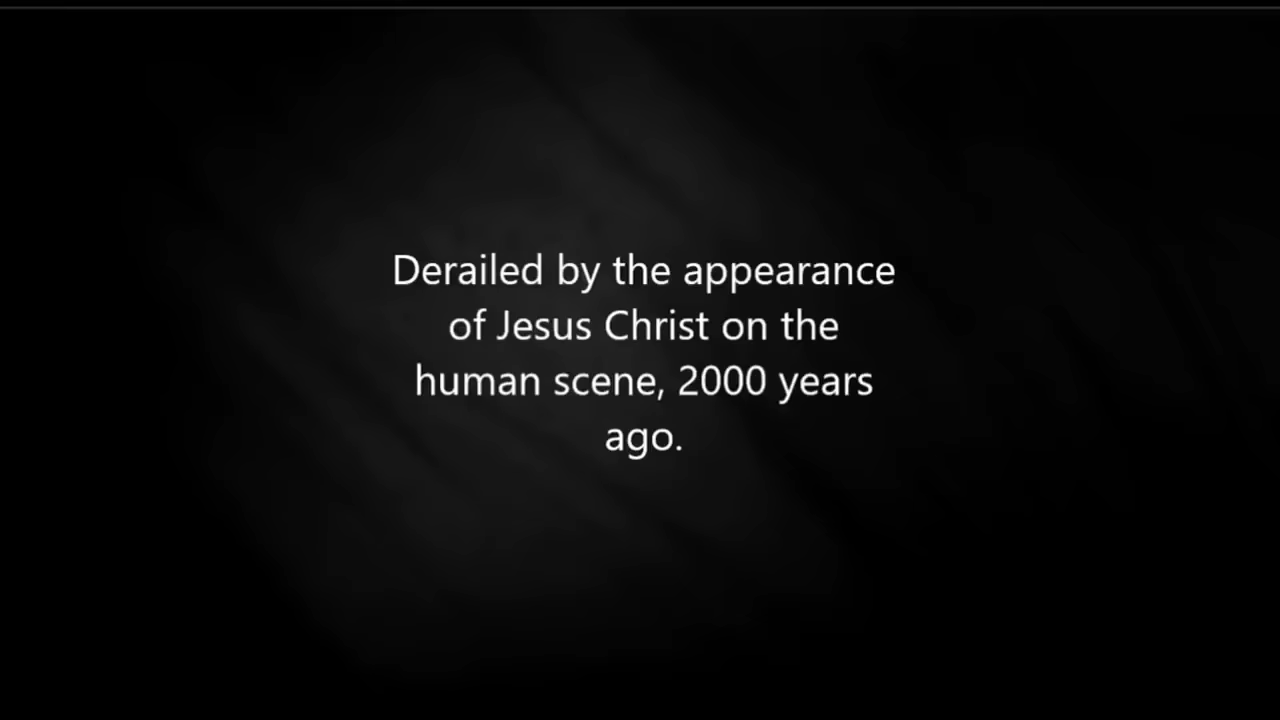 Derailed by the appearance
of Jesus Christ on the
human scene, 2000 years
ago.